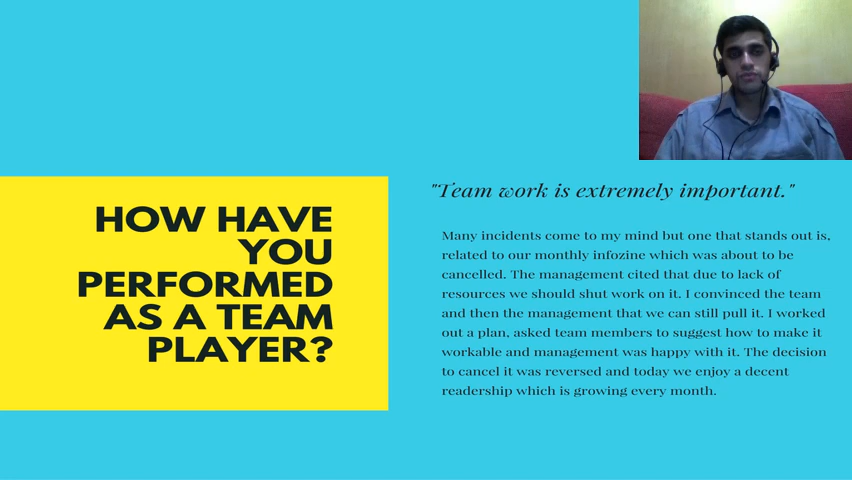 HOW HAVE
YOU
PERFORMED
AS A TEAM
PLAYER?
"Team work is extremely important."
Many incidents come to my mind but one that stands out is,
related to our monthly infozine which was about to be
cancelled. The management cited that due to lack of
resources we should shut work on it. I convinced the team
and then the management that we can still pull it. I worked
out a plan, asked team members to suggest how to make it
workable and management was happy with it. The decision
to cancel it was reversed and today we enjoy a decent
readership which is growing every month.